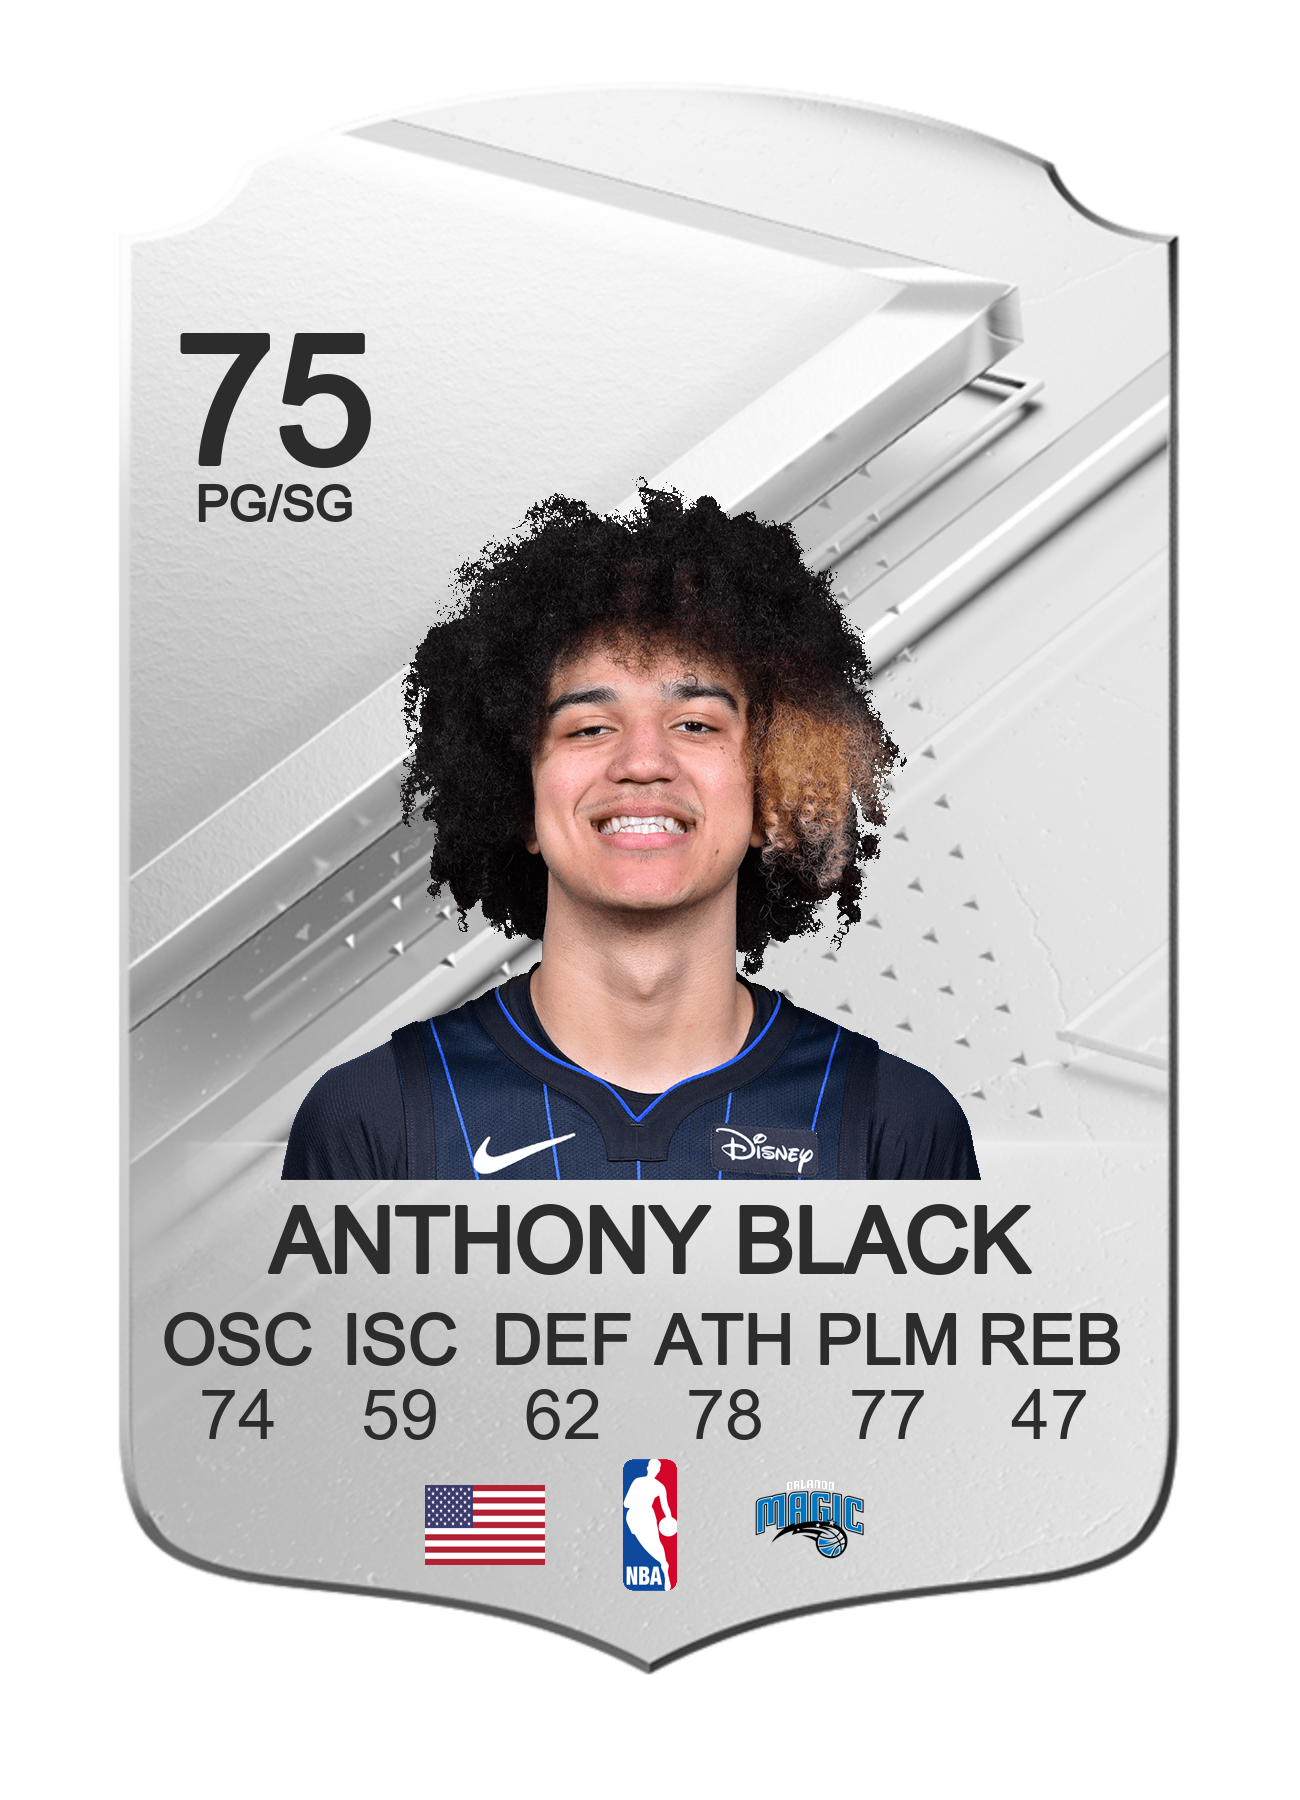 75
PG/SG
Disney
ANTHONY BLACK
OSC ISC DEF ATH PLM REB
74 59 62 78 77 47
NBA
ORLANDO
MAGIC